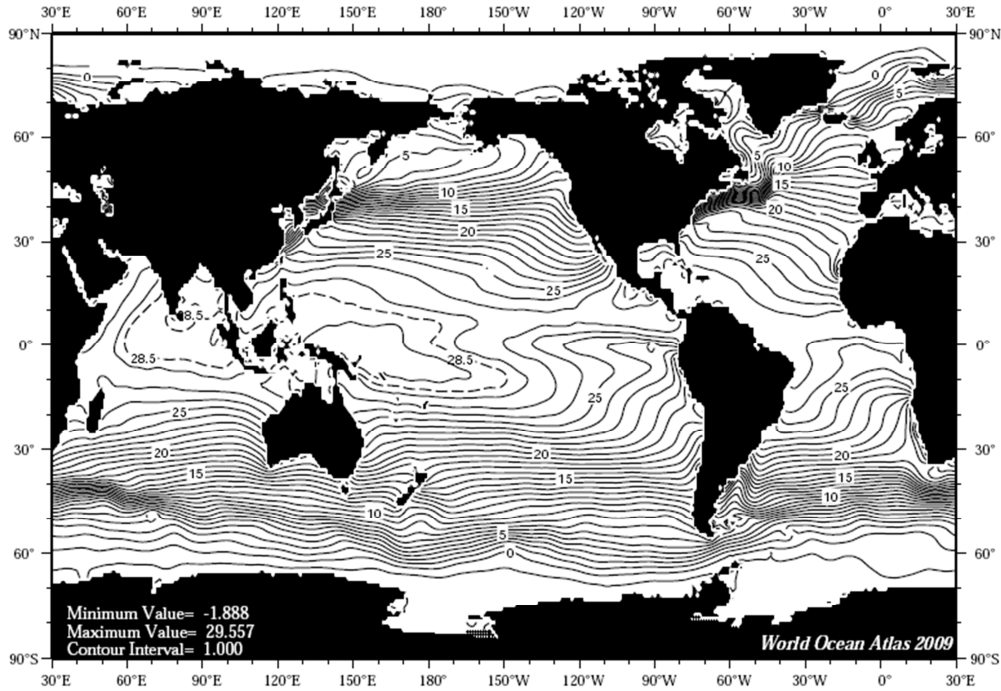 30°E 60°E 90°E 120°E 150°E 180° 150°W 120°W 90°W 60°W 30°W 0° 30°E
90°N 90°N
0 0
5
60° 60°
5 5 10
10 15
15 20
20
30° 30°
25 25
25
8.5
0° 0°
28.5 28.5
25 25
25
30° 20 20 20 30°
15 15 15
10 10
5
60° 0 60°
Minimum Value= -1.888
Maximum Value= 29.557
Contour Interval= 1.000
World Ocean Atlas 2009
90°S 90°S
30°E 60°E 90°E 120°E 150°E 180° 150°W 120°W 90°W 60°W 30°W 0° 30°E